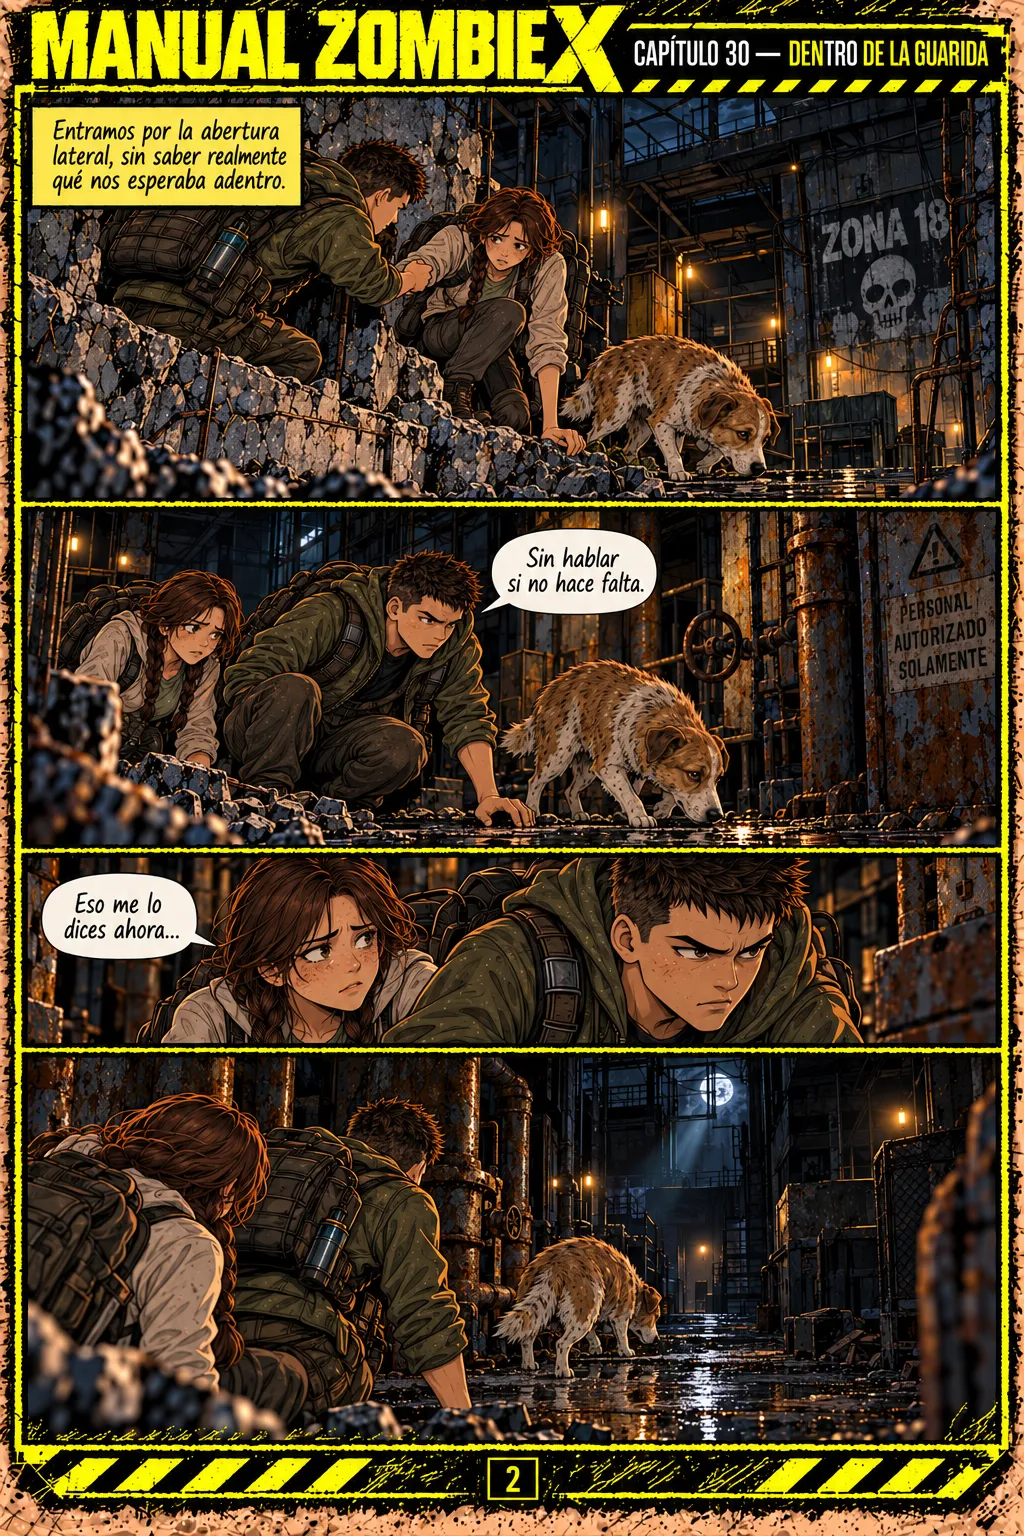 MANUAL ZOMBIE X
CAPÍTULO 30 — DENTRO DE LA GUARIDA
Entramos por la abertura
lateral, sin saber realmente
qué nos esperaba adentro.
ZONA 18
Sin hablar
si no hace falta.
PERSONAL
AUTORIZADO
SOLAMENTE
Eso me lo
dices ahora...
2